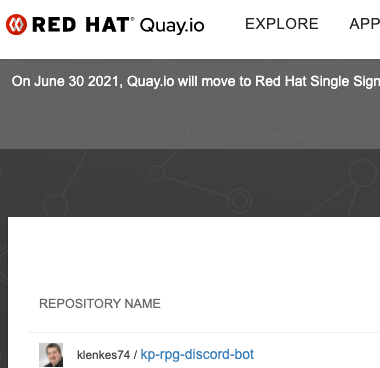 RED HAT® Quay.io EXPLORE APP
On June 30 2021, Quay.io will move to Red Hat Single Sign
REPOSITORY NAME
klenkes74 / kp-rpg-discord-bot